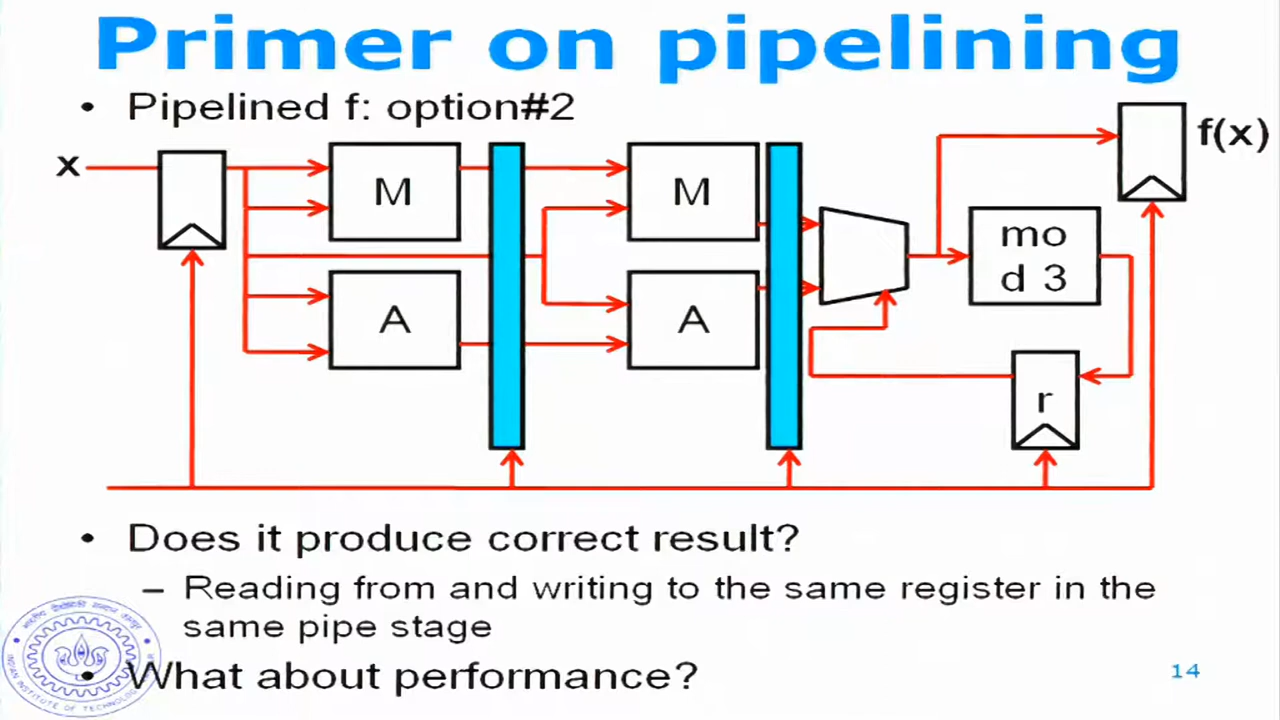 Primer on pipelining
• Pipelined f: option#2
x
M
M
f(x)
mo
d 3
A
A
r
• Does it produce correct result?
– Reading from and writing to the same register in the
same pipe stage
• What about performance?
14